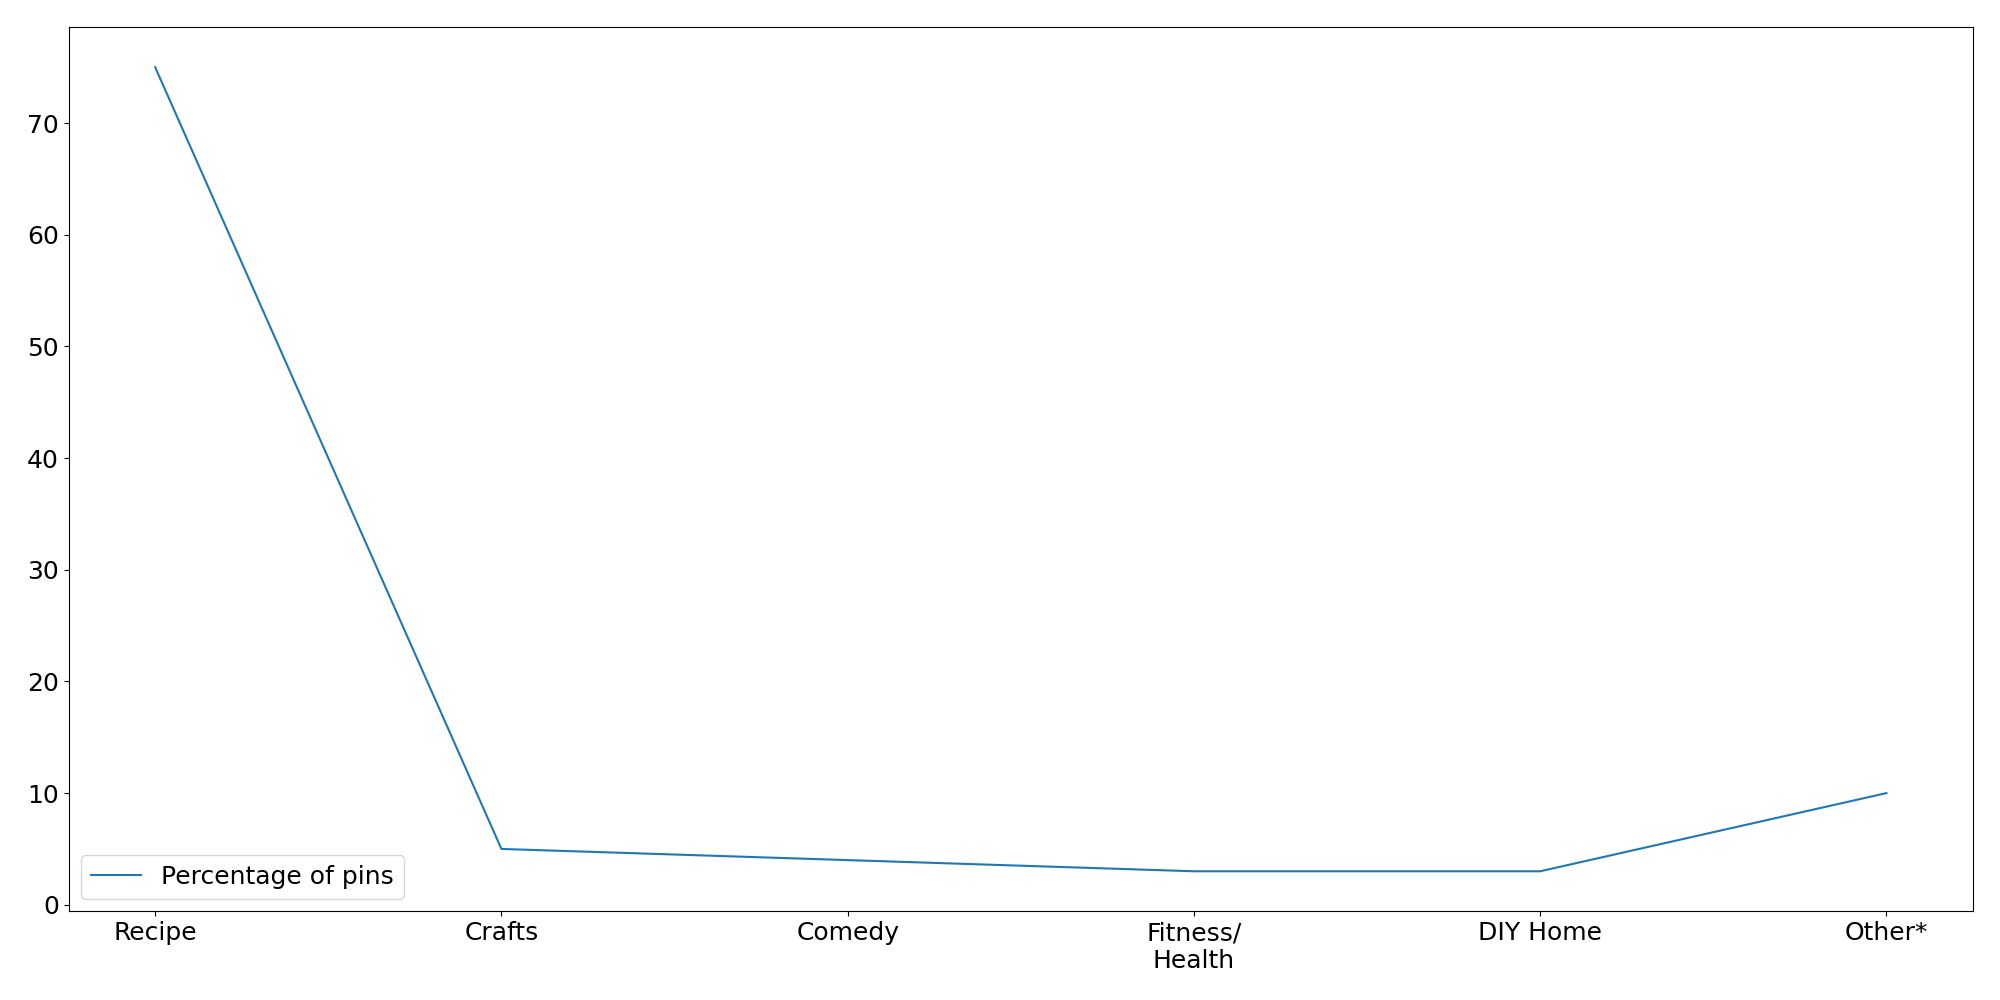 70
60
50
40
30
20
10
0
Percentage of pins
Recipe
Crafts
Comedy
Fitness/
Health
DIY Home
Other*